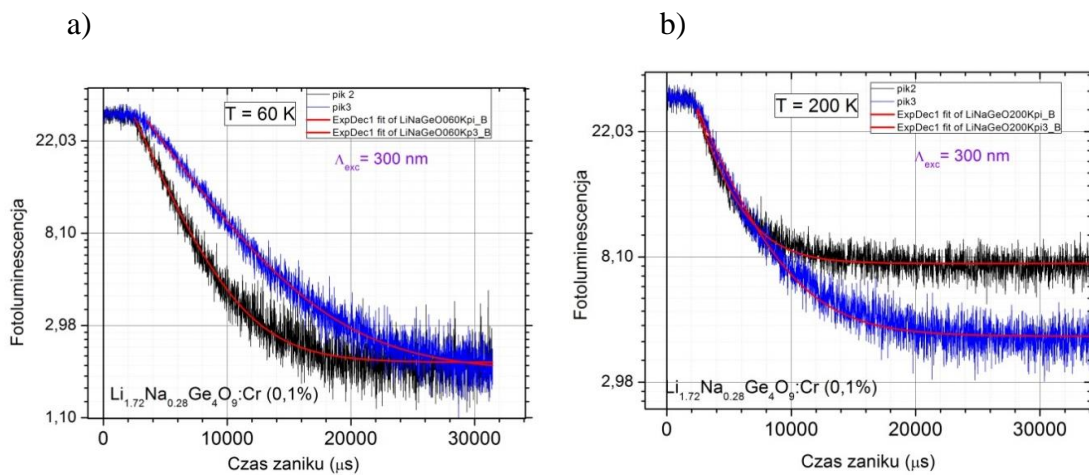 a)
b)
pik 2
pik3
ExpDec1 fit of LiNaGeO060Kpi_B
ExpDec1 fit of LiNaGeO060Kp3_B
T = 60 K
Λexc= 300 nm
22,03
8,10
2,98
1,10
Fotoluminescencja
Li1.72Na0.28Ge4O9:Cr (0,1%)
0
10000
20000
30000
Czas zaniku (μs)
pik2
pik3
ExpDec1 fit of LiNaGeO200Kpi_B
ExpDec1 fit of LiNaGeO200Kpi3_B
T = 200 K
Λexc= 300 nm
22,03
8,10
2,98
Fotoluminescencja
Li1.72Na0.28Ge4O9:Cr (0,1%)
0
10000
20000
30000
Czas zaniku (μs)